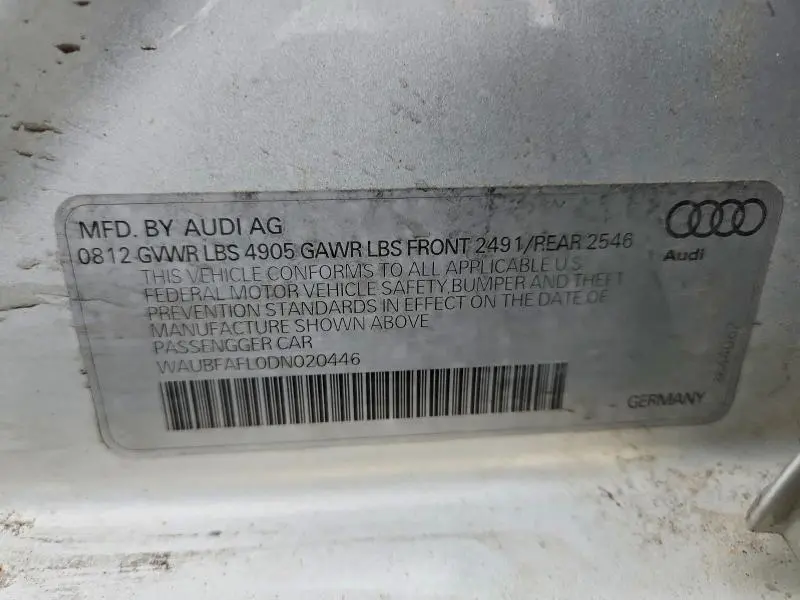 MFD. BY AUDI AG
0812 GVWR LBS 4905 GAWR LBS FRONT 2491/REAR 2546
Audi
THIS VEHICLE CONFORMS TO ALL APPLICABLE U.S
FEDERAL MOTOR VEHICLE SAFETY,BUMPER AND THEFT
PREVENTION STANDARDS IN EFFECT ON THE DATE OF
MANUFACTURE SHOWN ABOVE
PASSENGGER CAR
WAUBFAFL0DN020446
GERMANY